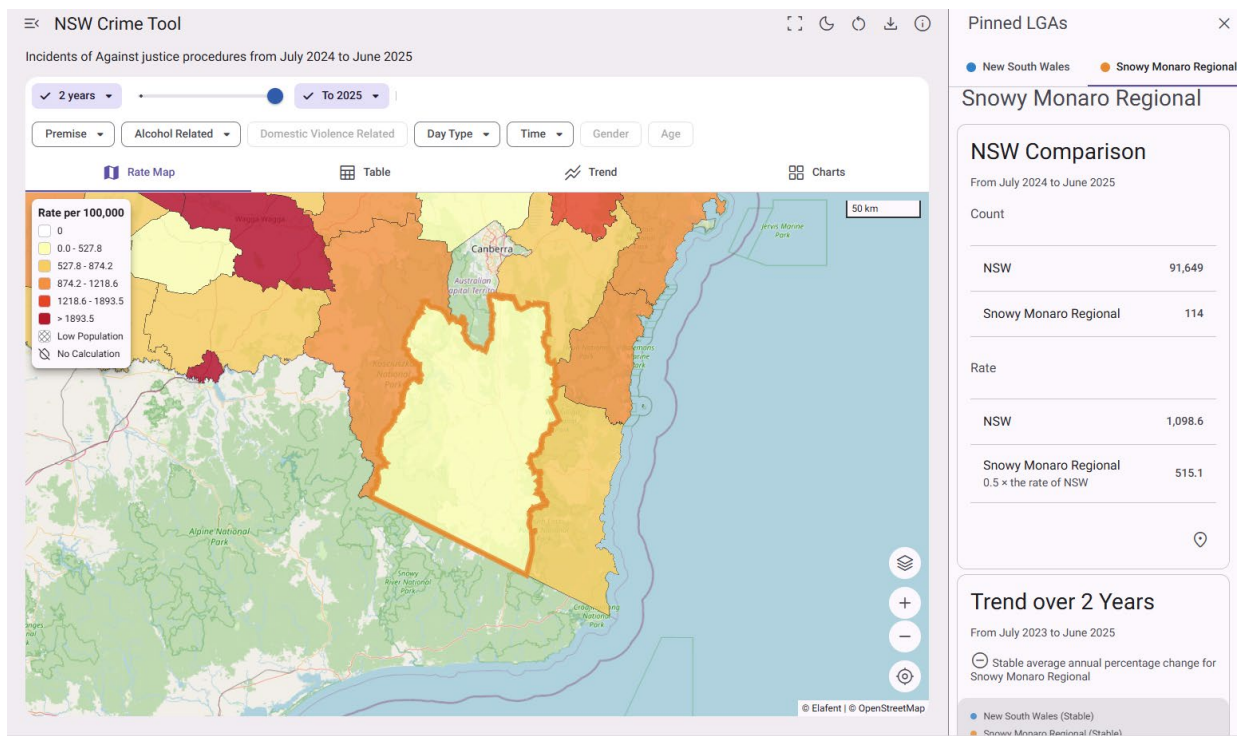 NSW Crime Tool
Incidents of Against justice procedures from July 2024 to June 2025
2 years
To 2025
Premise
Alcohol Related
Domestic Violence Related
Day Type
Time
Gender
Age
Rate Map
Table
Trend
Charts
Rate per 100,000
0
0.0 - 527.8
527.8 - 874.2
874.2 - 1218.6
1218.6 - 1893.5
> 1893.5
Low Population
No Calculation
Wagga Wagga
50 km
Jervis Marine
Park
Canberra
Australian
Capital Territo
National
Park
Marine
Park
Alpine National
Park
Snowy
River National
Park
National
Park
© Elafent | © OpenStreetMap
Pinned LGAs
New South Wales
Snowy Monaro Regional
Snowy Monaro Regional
NSW Comparison
From July 2024 to June 2025
Count
NSW 91,649
Snowy Monaro Regional 114
Rate
NSW 1,098.6
Snowy Monaro Regional 515.1
0.5 × the rate of NSW
Trend over 2 Years
From July 2023 to June 2025
Stable average annual percentage change for
Snowy Monaro Regional
New South Wales (Stable)
Snowy Monaro Regional (Stable)